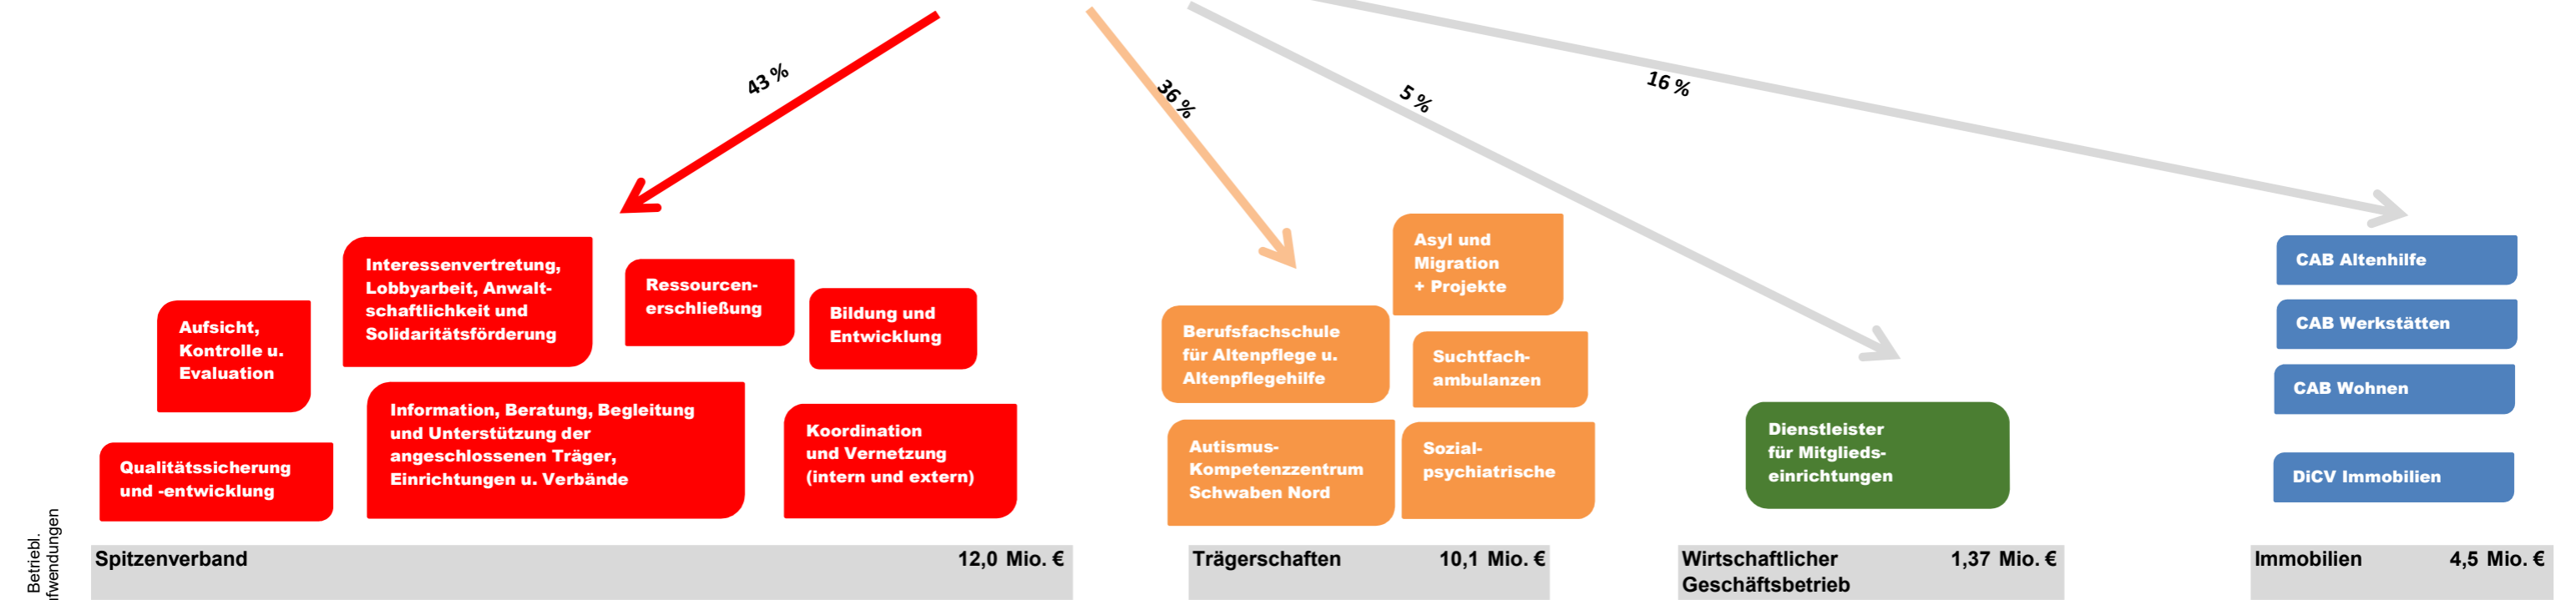 43 %
36 %
5 %
16 %
Aufsicht,
Kontrolle u.
Evaluation
Interessenvertretung,
Lobbyarbeit, Anwalt-
schaftlichkeit und
Solidaritätsförderung
Ressourcen-
erschließung
Bildung und
Entwicklung
Qualitätssicherung
und -entwicklung
Information, Beratung, Begleitung
und Unterstützung der
angeschlossenen Träger,
Einrichtungen u. Verbände
Koordination
und Vernetzung
(intern und extern)
Asyl und
Migration
+ Projekte
Berufsfachschule
für Altenpflege u.
Altenpflegehilfe
Suchtfach-
ambulanzen
Autismus-
Kompetenzzentrum
Schwaben Nord
Sozial-
psychiatrische
Dienstleister
für Mitglieds-
einrichtungen
CAB Altenhilfe
CAB Werkstätten
CAB Wohnen
DiCV Immobilien
Betriebl.
Spitzenverband 12,0 Mio. €
Trägerschaften 10,1 Mio. €
Wirtschaftlicher 1,37 Mio. €
Geschäftsbetrieb
Immobilien 4,5 Mio. €